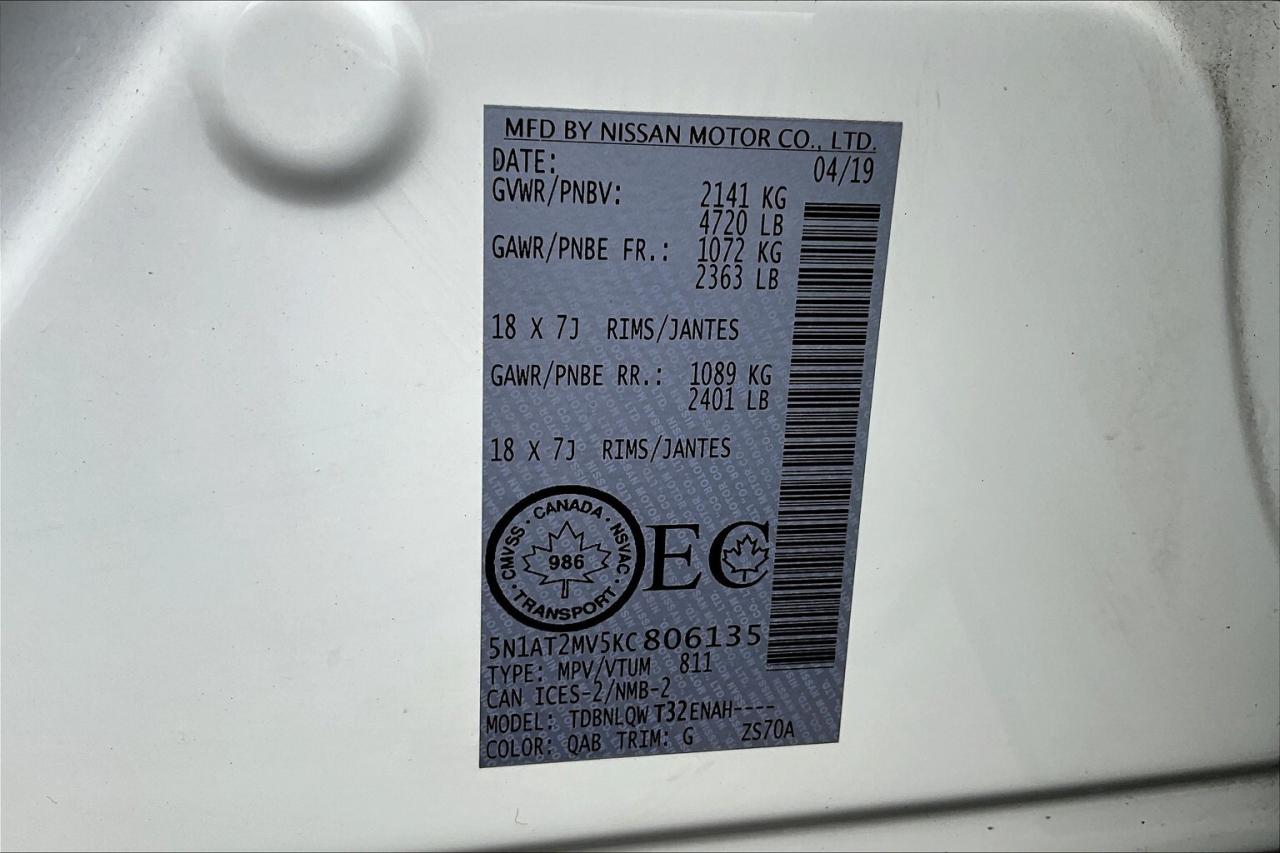 MFD BY NISSAN MOTOR CO., LTD.
DATE: 04/19
GVWR/PNBV: 2141 KG
4720 LB
GAWR/PNBE FR.: 1072 KG
2363 LB
18 X 7J RIMS/JANTES
GAWR/PNBE RR.: 1089 KG
2401 LB
18 X 7J RIMS/JANTES
CMVSS · CANADA · NSVAC · TRANSPORT ·
986
EC
5N1AT2MV5KC806135
TYPE: MPV/VTUM 811
CAN ICES-2/NMB-2
MODEL: TDBNLQWT32ENAH----
COLOR: QAB TRIM: G ZS70A